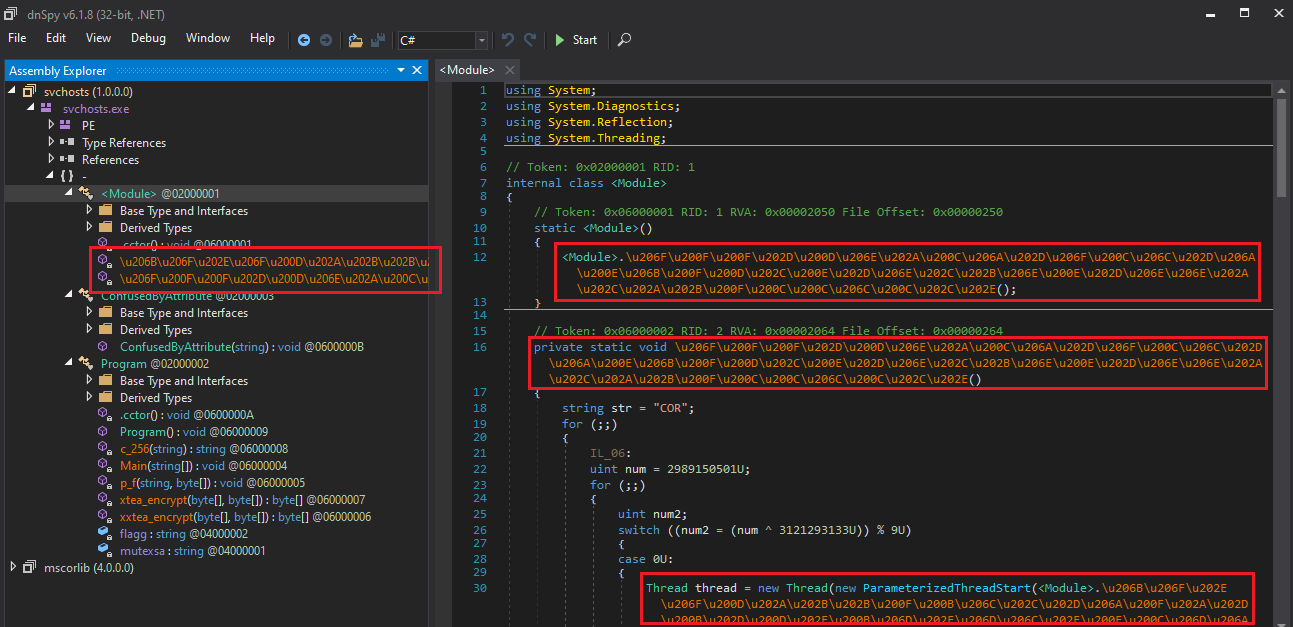 dnSpy v6.1.8 (32-bit, .NET)
File Edit View Debug Window Help C# Start
Assembly Explorer
svchosts (1.0.0.0)
svchosts.exe
PE
Type References
References
{ } -
<Module> @02000001
Base Type and Interfaces
Derived Types
.cctor() : void @06000001
\u206B\u206F\u202E\u206F\u200D\u202A\u202B\u202B\u2
\u206F\u200F\u200F\u202D\u200D\u206E\u202A\u200C\u
ConfusedByAttribute @02000003
Base Type and Interfaces
Derived Types
ConfusedByAttribute(string) : void @0600000B
Program @02000002
Base Type and Interfaces
Derived Types
.cctor() : void @0600000A
Program() : void @06000009
c_256(string) : string @06000008
Main(string[]) : void @06000004
p_f(string, byte[]) : void @06000005
xtea_encrypt(byte[], byte[]) : byte[] @06000007
xxtea_encrypt(byte[], byte[]) : byte[] @06000006
flagg : string @04000002
mutexsa : string @04000001
mscorlib (4.0.0.0)
<Module>
1 using System;
2 using System.Diagnostics;
3 using System.Reflection;
4 using System.Threading;
5
6 // Token: 0x02000001 RID: 1
7 internal class <Module>
8 {
9 // Token: 0x06000001 RID: 1 RVA: 0x00002050 File Offset: 0x00000250
10 static <Module>()
11 {
12 <Module>.\u206F\u200F\u200F\u202D\u200D\u206E\u202A\u200C\u206A\u202D\u206F\u200C\u206C\u202D\u206A
\u200E\u206B\u200F\u200D\u202C\u200E\u202D\u206E\u202C\u202B\u206E\u200E\u202D\u206E\u206E\u202A
\u202C\u202A\u202B\u200F\u200C\u200C\u206C\u200C\u202C\u202E();
13 }
14
15 // Token: 0x06000002 RID: 2 RVA: 0x00002064 File Offset: 0x00000264
16 private static void \u206F\u200F\u200F\u202D\u200D\u206E\u202A\u200C\u206A\u202D\u206F\u200C\u206C\u202D
\u206A\u200E\u206B\u200F\u200D\u202C\u200E\u202D\u206E\u202C\u202B\u206E\u200E\u202D\u206E\u206E\u202A
\u202C\u202A\u202B\u200F\u200C\u200C\u206C\u200C\u202C\u202E()
17 {
18 string str = "COR";
19 for (;;)
20 {
21 IL_06:
22 uint num = 2989150501U;
23 for (;;)
24 {
25 uint num2;
26 switch ((num2 = (num ^ 3121293133U)) % 9U)
27 {
28 case 0U:
29 {
30 Thread thread = new Thread(new ParameterizedThreadStart(<Module>.\u206B\u206F\u202E
\u206F\u200D\u202A\u202B\u202B\u200F\u200B\u206C\u202C\u202D\u206A\u200F\u202A\u202D